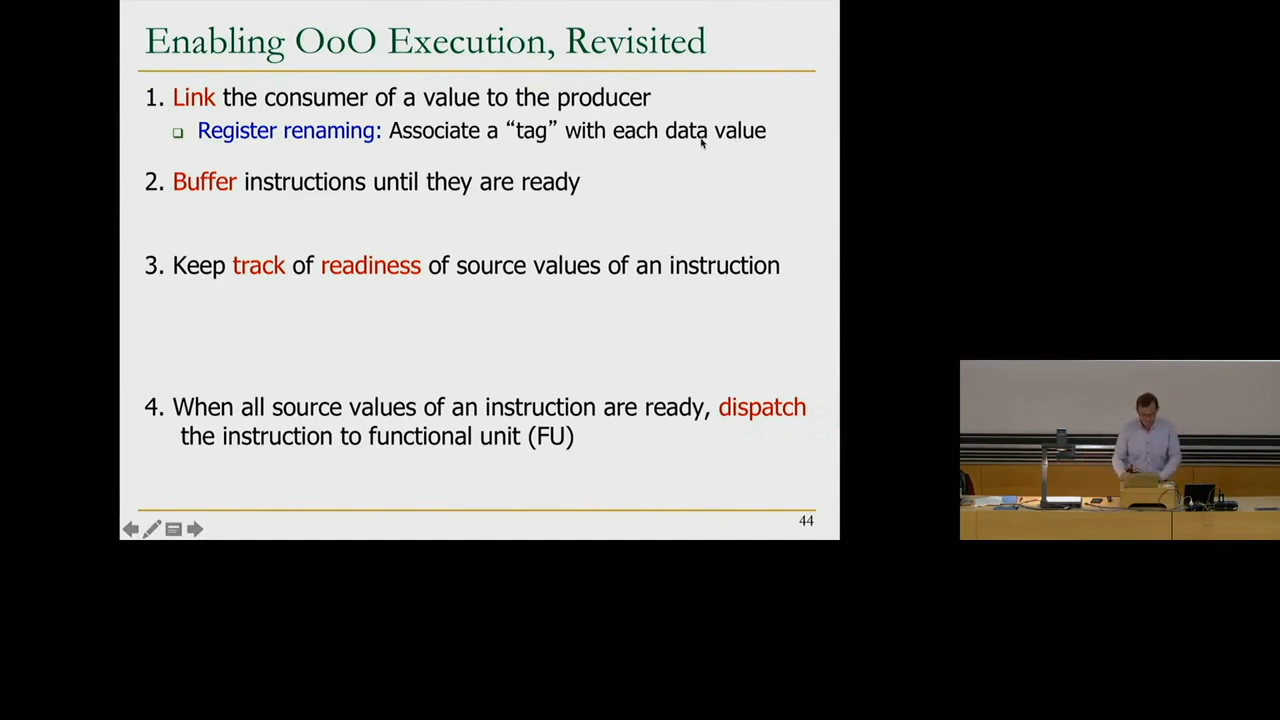 Enabling OoO Execution, Revisited
1. Link the consumer of a value to the producer
Register renaming: Associate a “tag” with each data value
2. Buffer instructions until they are ready
3. Keep track of readiness of source values of an instruction
4. When all source values of an instruction are ready, dispatch
the instruction to functional unit (FU)
44